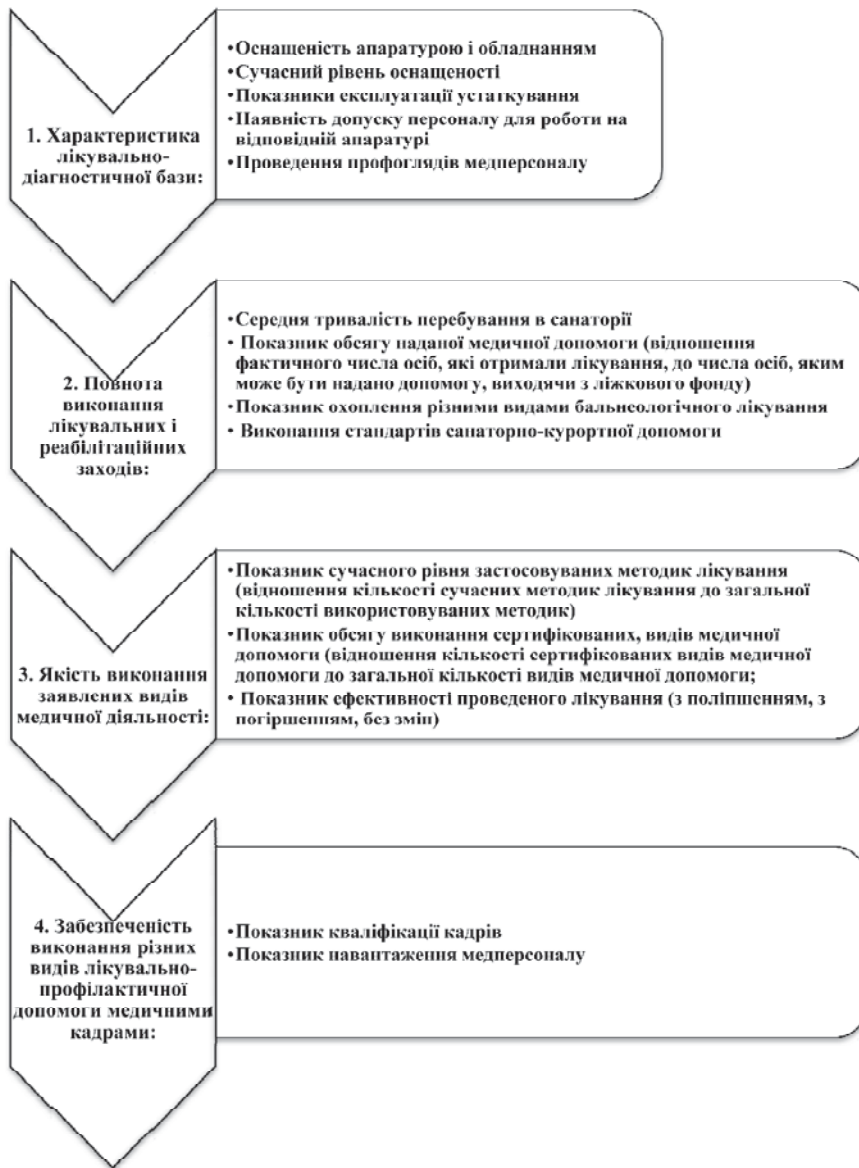 1. Характеристика
лікувально-
діагностичної бази:
•Оснащеність апаратурою і обладнанням
•Сучасний рівень оснащеності
•Показники експлуатації устаткування
•Наявність допуску персоналу для роботи на
відповідній апаратурі
•Проведення профоглядів медперсоналу
2. Повнота
виконання
лікувальних і
реабілітаційних
заходів:
•Середня тривалість перебування в санаторії
• Показник обсягу наданої медичної допомоги (відношення
фактичного числа осіб, які отримали лікування, до числа осіб, яким
може бути надано допомогу, виходячи з ліжкового фонду)
•Показник охоплення різними видами бальнеологічного лікування
• Виконання стандартів санаторно-курортної допомоги
3. Якість виконання
заявлених видів
медичної діяльності:
•Показник сучасного рівня застосовуваних методик лікування
(відношення кількості сучасних методик лікування до загальної
кількості використовуваних методик)
•Показник обсягу виконання сертифікованих, видів медичної
допомоги (відношення кількості сертифікованих видів медичної
допомоги до загальної кількості видів медичної допомоги;
• Показник ефективності проведеного лікування (з поліпшенням, з
погіршенням, без змін)
4. Забезпеченість
виконання різних
видів лікувально-
профілактичної
допомоги медичними
кадрами:
•Показник кваліфікації кадрів
•Показник навантаження медперсоналу